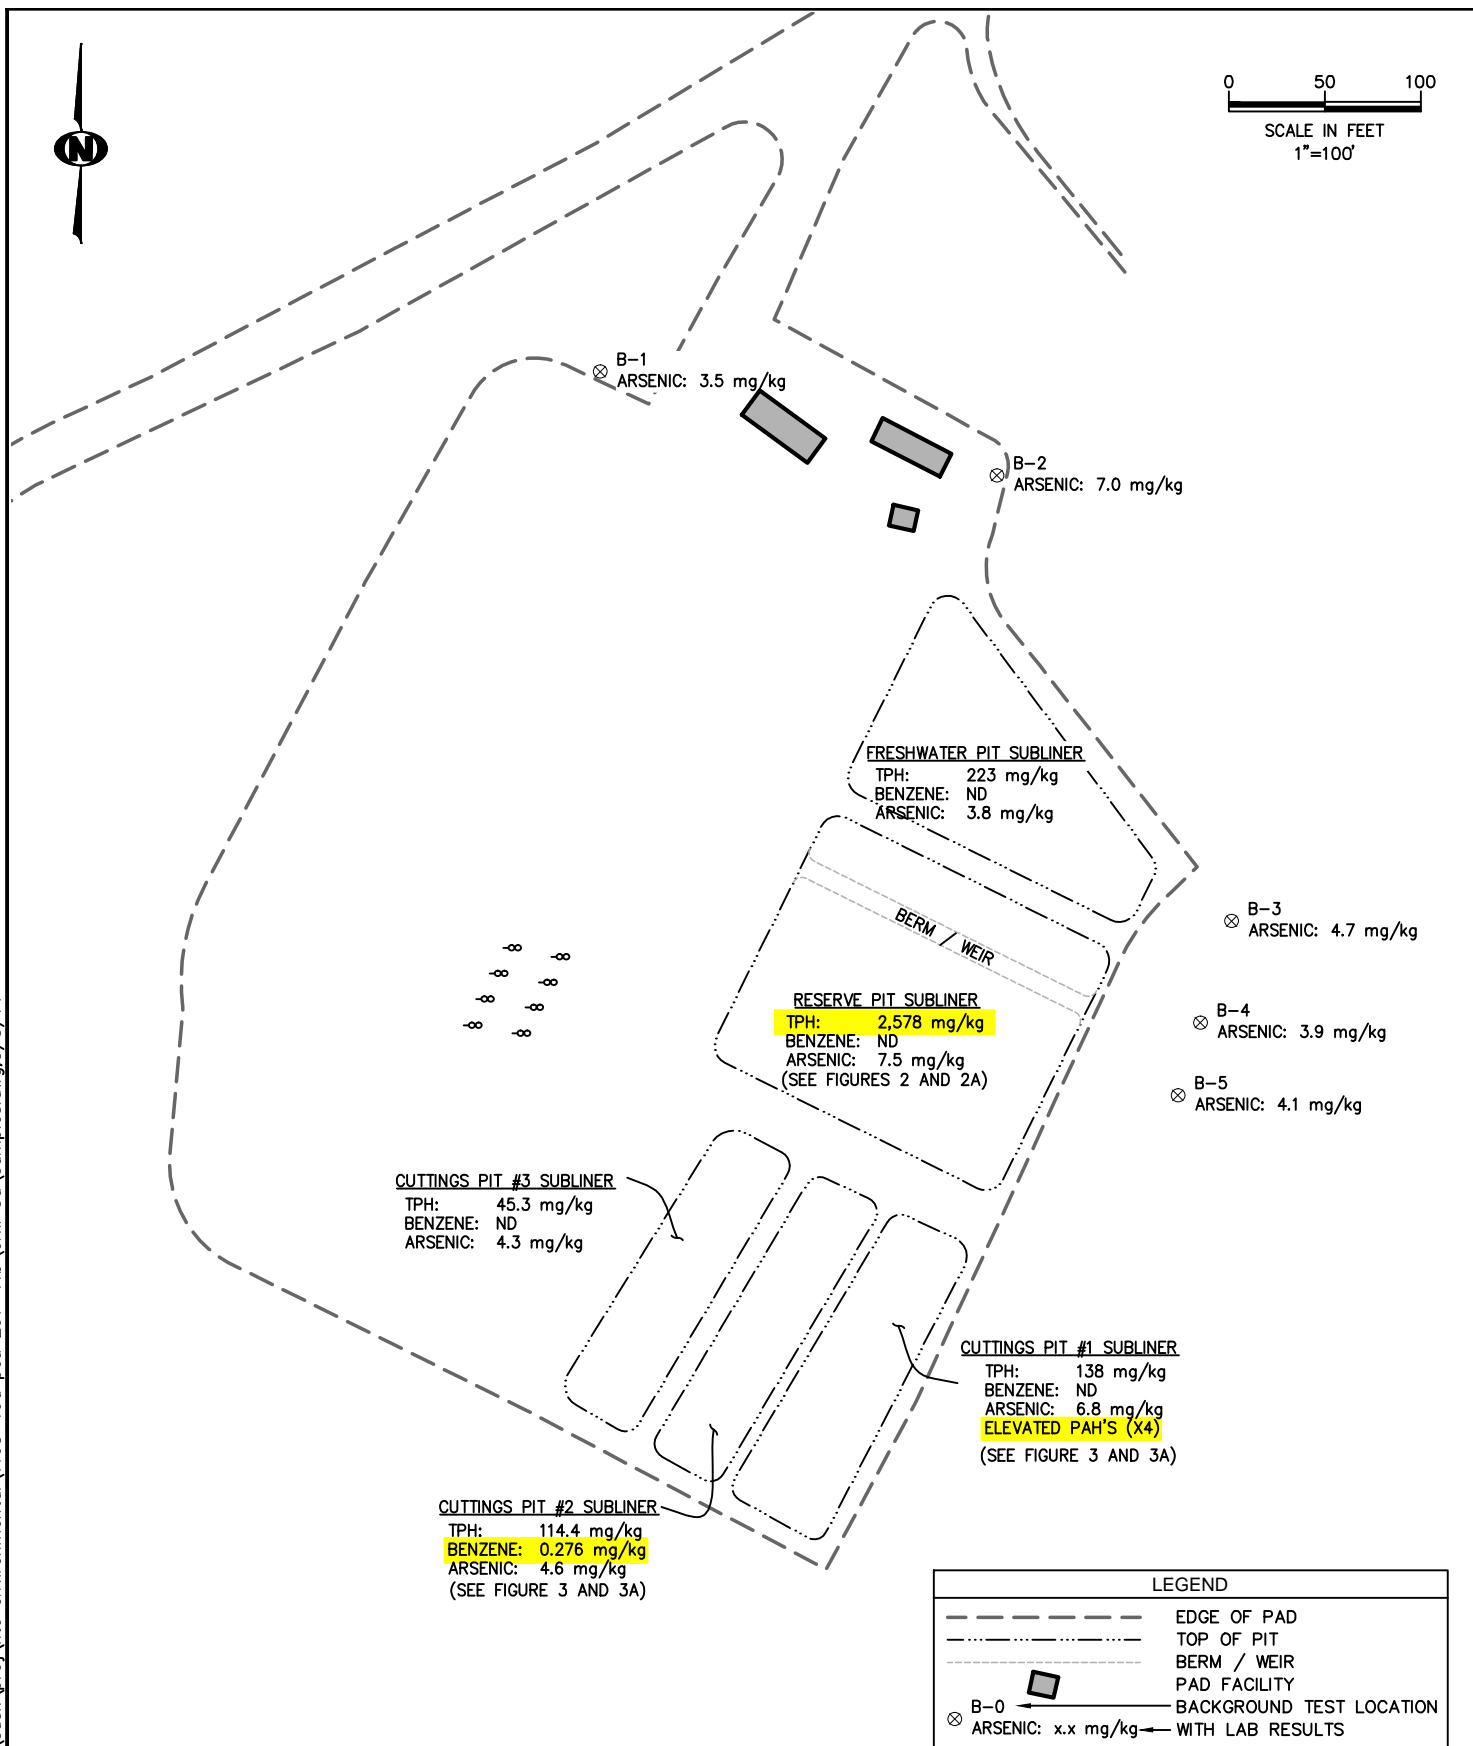 N
0 50 100
SCALE IN FEET
1"=100'
B-1
ARSENIC: 3.5 mg/kg
B-2
ARSENIC: 7.0 mg/kg
FRESHWATER PIT SUBLINER
TPH: 223 mg/kg
BENZENE: ND
ARSENIC: 3.8 mg/kg
BERM / WEIR
B-3
ARSENIC: 4.7 mg/kg
RESERVE PIT SUBLINER
TPH: 2,578 mg/kg
BENZENE: ND
ARSENIC: 7.5 mg/kg
(SEE FIGURES 2 AND 2A)
B-4
ARSENIC: 3.9 mg/kg
B-5
ARSENIC: 4.1 mg/kg
CUTTINGS PIT #3 SUBLINER
TPH: 45.3 mg/kg
BENZENE: ND
ARSENIC: 4.3 mg/kg
CUTTINGS PIT #1 SUBLINER
TPH: 138 mg/kg
BENZENE: ND
ARSENIC: 6.8 mg/kg
ELEVATED PAH'S (X4)
(SEE FIGURE 3 AND 3A)
CUTTINGS PIT #2 SUBLINER
TPH: 114.4 mg/kg
BENZENE: 0.276 mg/kg
ARSENIC: 4.6 mg/kg
(SEE FIGURE 3 AND 3A)
LEGEND
EDGE OF PAD
TOP OF PIT
BERM / WEIR
PAD FACILITY
B-0 BACKGROUND TEST LOCATION
ARSENIC: x.x mg/kg WITH LAB RESULTS